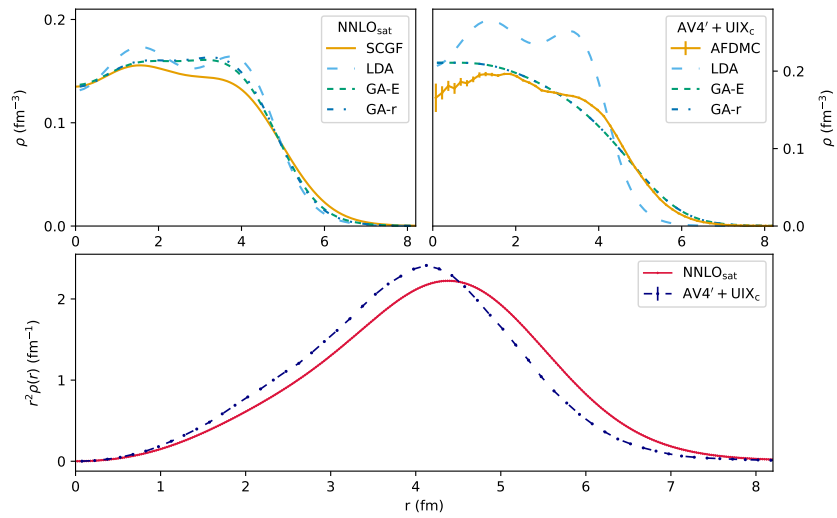 0.2
0.1
0.0
ρ (fm⁻³)
NNLOsat
SCGF
LDA
GA-E
GA-r
0 2 4 6 8
AV4′ + UIXc
AFDMC
LDA
GA-E
GA-r
0.2
0.1
0.0
ρ (fm⁻³)
0 2 4 6 8
2
1
0
r²ρ(r) (fm⁻¹)
NNLOsat
AV4′ + UIXc
0 1 2 3 4 5 6 7 8
r (fm)